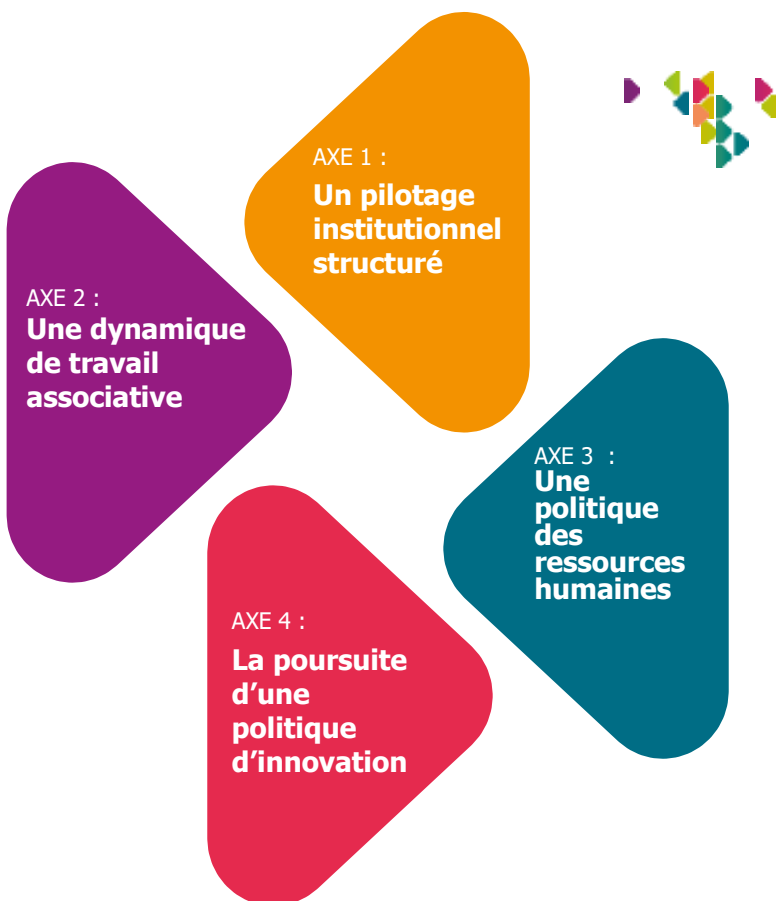 AXE 1 :
Un pilotage
institutionnel
structuré
AXE 2 :
Une dynamique
de travail
associative
AXE 3  :
Une
politique
des
ressources
humaines
AXE 4 :
La poursuite
d’une
politique
d’innovation